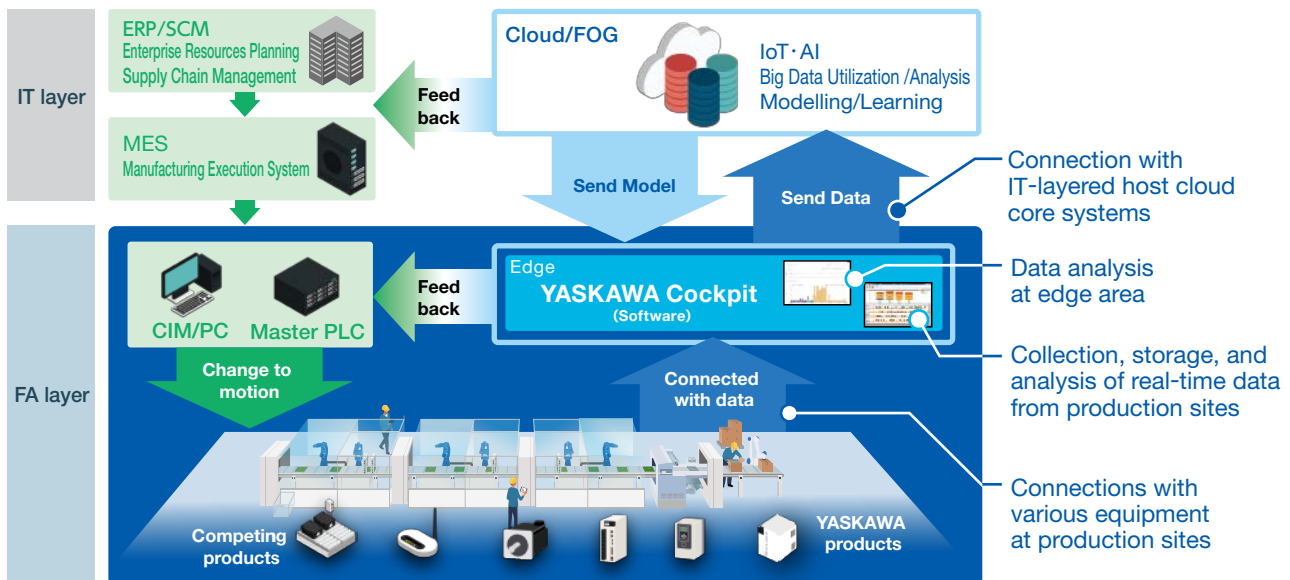 IT layer
ERP/SCM
Enterprise Resources Planning
Supply Chain Management
MES
Manufacturing Execution System
Feed
back
Cloud/FOG
IoT・AI
Big Data Utilization /Analysis
Modelling/Learning
Send Model
Send Data
Connection with
IT-layered host cloud
core systems
FA layer
CIM/PC
Master PLC
Feed
back
Edge
YASKAWA Cockpit
(Software)
Data analysis
at edge area
Collection, storage, and
analysis of real-time data
from production sites
Change to
motion
Connected
with data
Connections with
various equipment
at production sites
Competing
products
YASKAWA
products